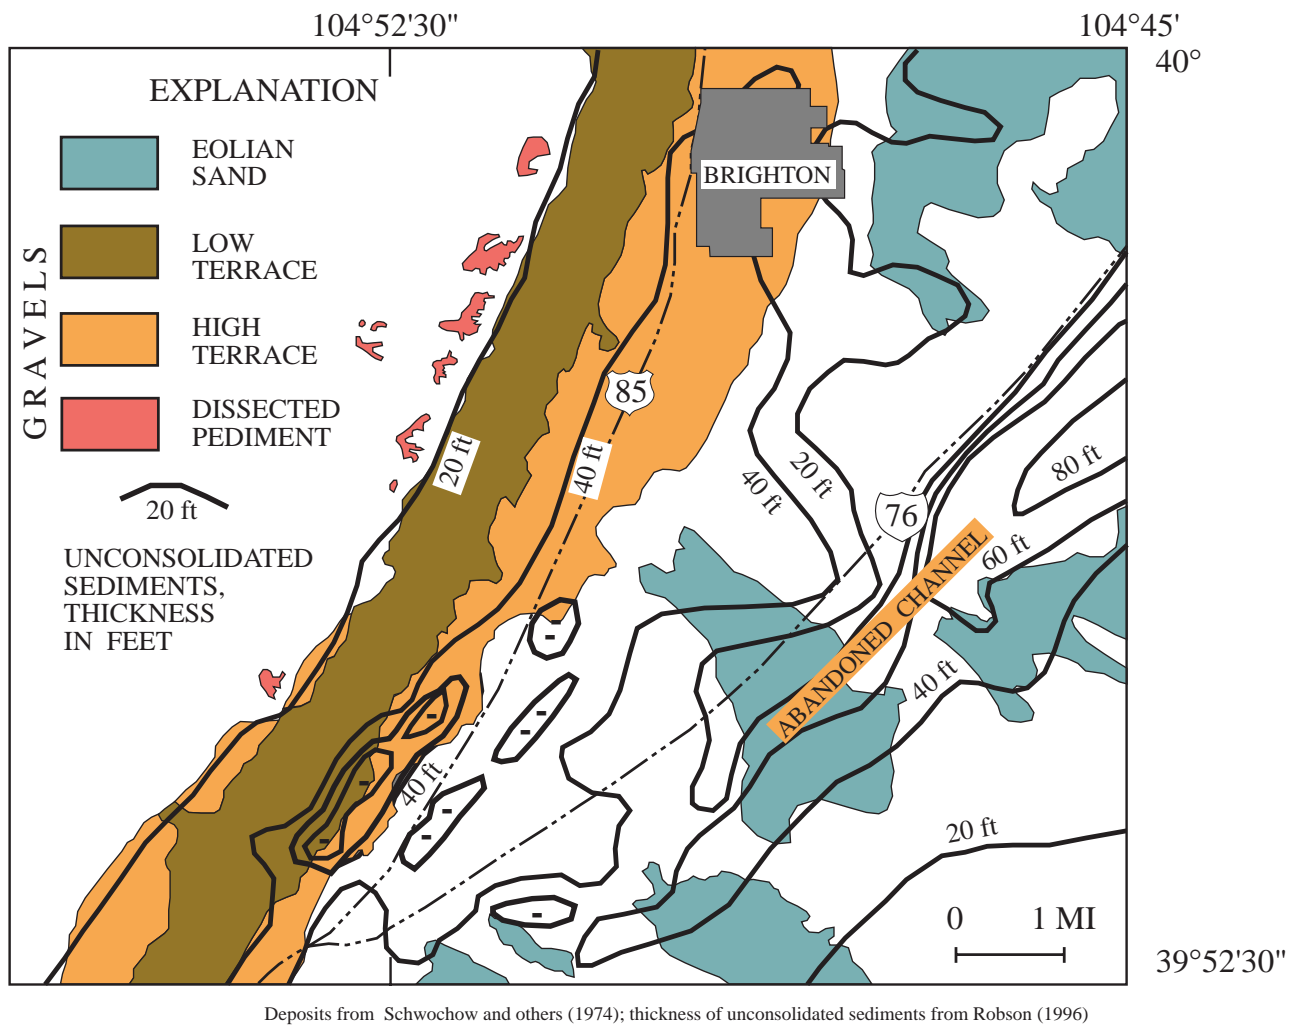 104°52'30"
104°45'
40°
EXPLANATION
EOLIAN
SAND
LOW
TERRACE
HIGH
TERRACE
DISSECTED
PEDIMENT
GRAVELS
20 ft
UNCONSOLIDATED
SEDIMENTS,
THICKNESS
IN FEET
BRIGHTON
85
20 ft
40 ft
40 ft
20 ft
76
80 ft
60 ft
ABANDONED CHANNEL
40 ft
40 ft
20 ft
0 1 MI
39°52'30"
Deposits from Schwochow and others (1974); thickness of unconsolidated sediments from Robson (1996)